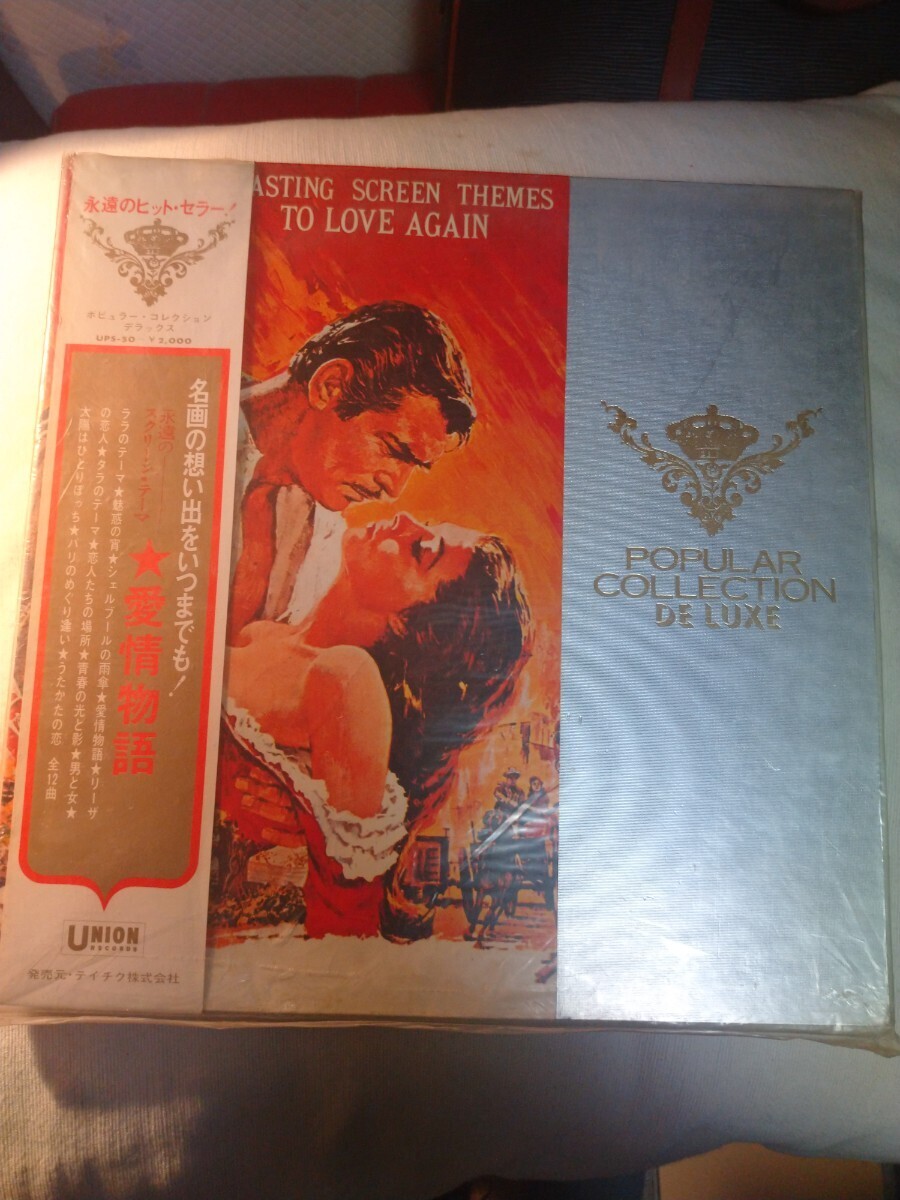 永遠のヒット・セラー!
ポピュラー・コレクション
デラックス
UPS-50 ¥2,000
名画の想い出をいつまでも!
永遠の
スクリーン・テーマ
★愛情物語
ララのテーマ★魅惑の宵★シェルブールの雨傘★愛情物語★リーザ
の恋人★タラのテーマ★恋人たちの場所★青春の光と影★男と女★
太陽はひとりぼっち★パリのめぐり逢い★うたかたの恋 全12曲
UNION
RECORDS
発売元・テイチク株式会社
ASTING SCREEN THEMES
TO LOVE AGAIN
POPULAR
COLLECTION
DE LUXE